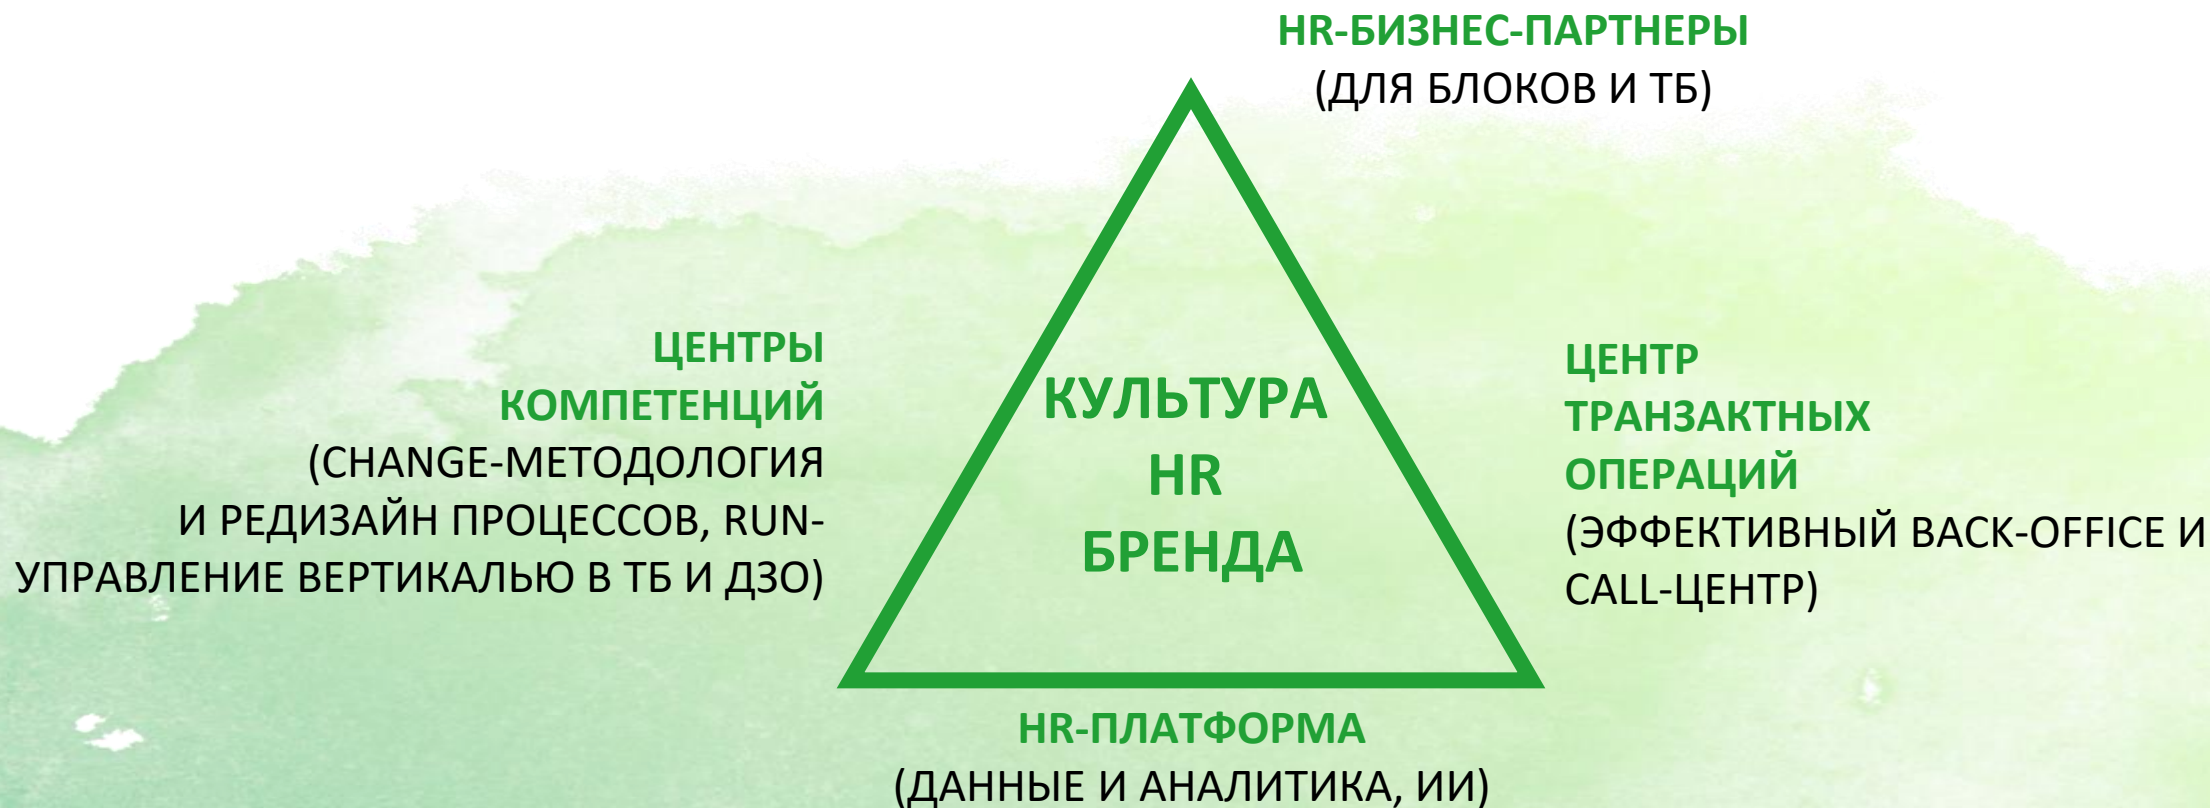 HR-БИЗНЕС-ПАРТНЕРЫ
(ДЛЯ БЛОКОВ И ТБ)
ЦЕНТРЫ
КОМПЕТЕНЦИЙ
(CHANGE-МЕТОДОЛОГИЯ
И РЕДИЗАЙН ПРОЦЕССОВ, RUN-
УПРАВЛЕНИЕ ВЕРТИКАЛЬЮ В ТБ И ДЗО)
КУЛЬТУРА
HR
БРЕНДА
ЦЕНТР
ТРАНЗАКТНЫХ
ОПЕРАЦИЙ
(ЭФФЕКТИВНЫЙ BACK-OFFICE И
CALL-ЦЕНТР)
HR-ПЛАТФОРМА
(ДАННЫЕ И АНАЛИТИКА, ИИ)